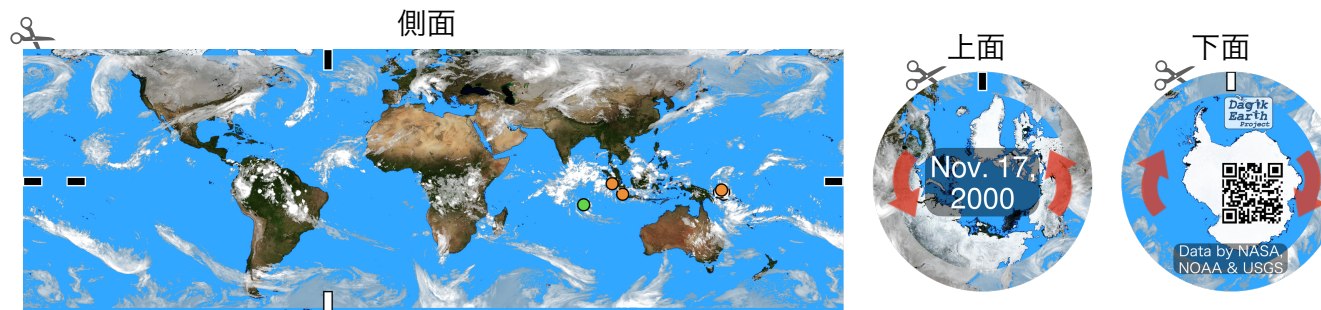 側面
上面
下面
Nov. 17,
2000
Dagik
Earth
Project
Data by NASA,
NOAA & USGS